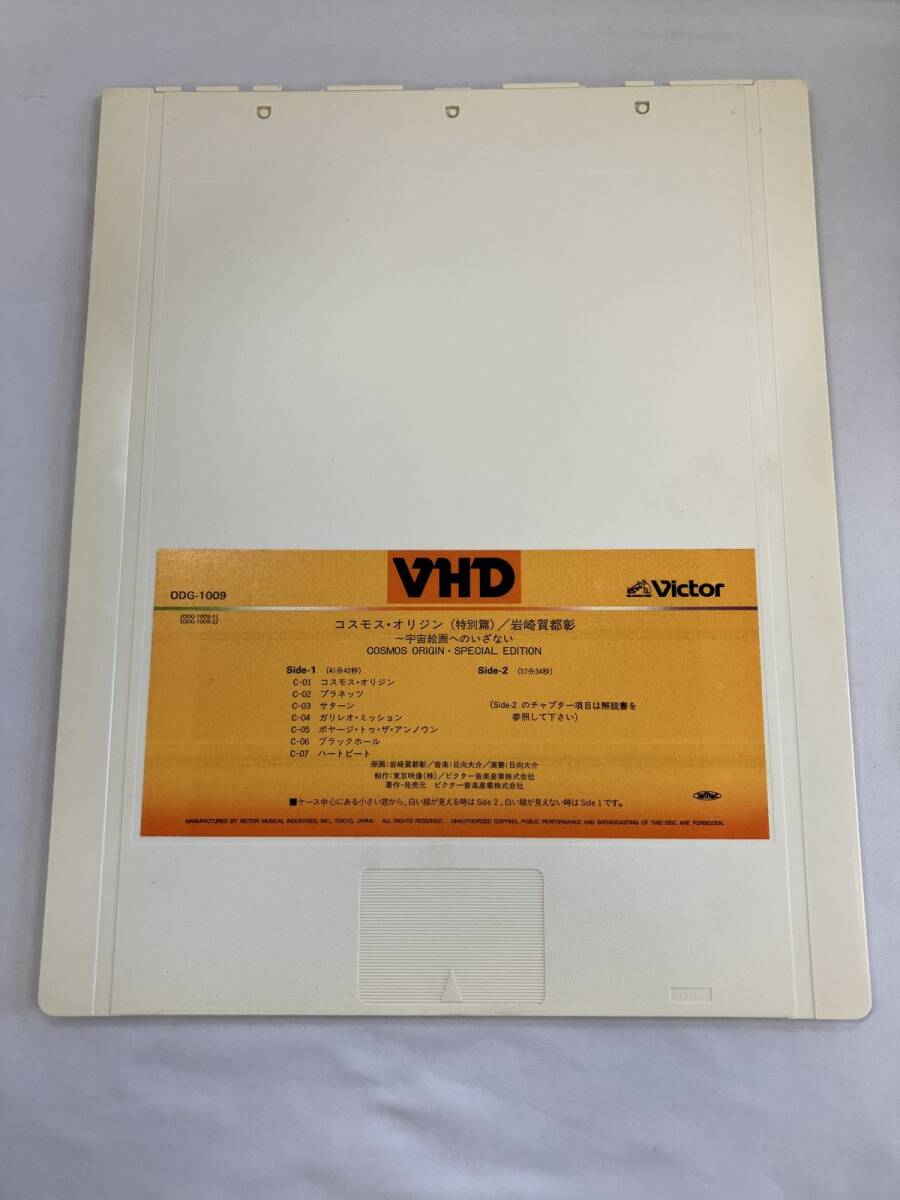 VHD
ODG-1009
Victor
(ODG-1009-1)
(ODG-1009-2)
コスモス・オリジン（特別篇）／岩崎賀都彰
～宇宙絵画へのいざない
COSMOS ORIGIN・SPECIAL EDITION
Side-1 （41分42秒）
C-01 コスモス・オリジン
C-02 プラネッツ
C-03 サターン
C-04 ガリレオ・ミッション
C-05 ボヤージ・トゥ・ザ・アンノウン
C-06 ブラックホール
C-07 ハートビート
Side-2 （57分34秒）
（Side-2 のチャプター項目は解説書を
参照して下さい）
原画：岩崎賀都彰／音楽：日向大介／演奏：日向大介
制作：東京映像（株）／ビクター音楽産業株式会社
著作・発売元 ビクター音楽産業株式会社
■ケース中心にある小さい窓から、白い線が見える時は Side 2、白い線が見えない時は Side 1 です。
MANUFACTURED BY VICTOR MUSICAL INDUSTRIES, INC., TOKYO, JAPAN. ALL RIGHTS RESERVED. UNAUTHORIZED COPYING, PUBLIC PERFORMANCE AND BROADCASTING OF THIS DISC ARE FORBIDDEN.